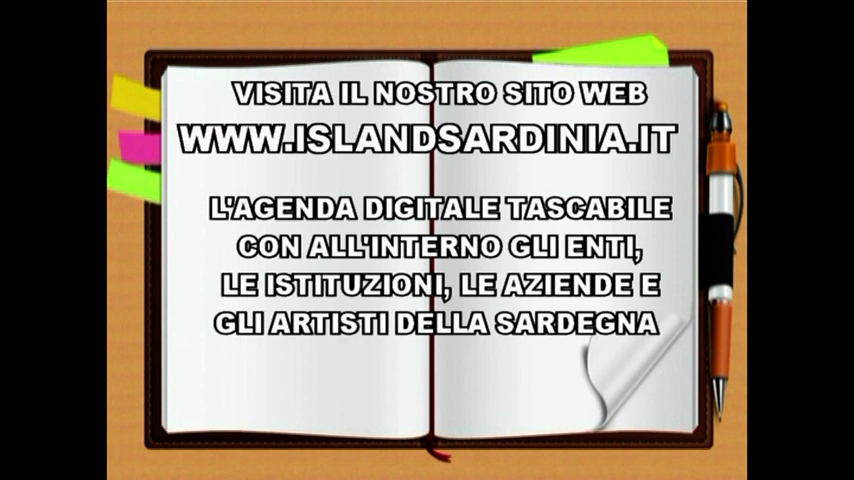 VISITA IL NOSTRO SITO WEB
WWW.ISLANDSARDINIA.IT
L'AGENDA DIGITALE TASCABILE
CON ALL'INTERNO GLI ENTI,
LE ISTITUZIONI, LE AZIENDE E
GLI ARTISTI DELLA SARDEGNA